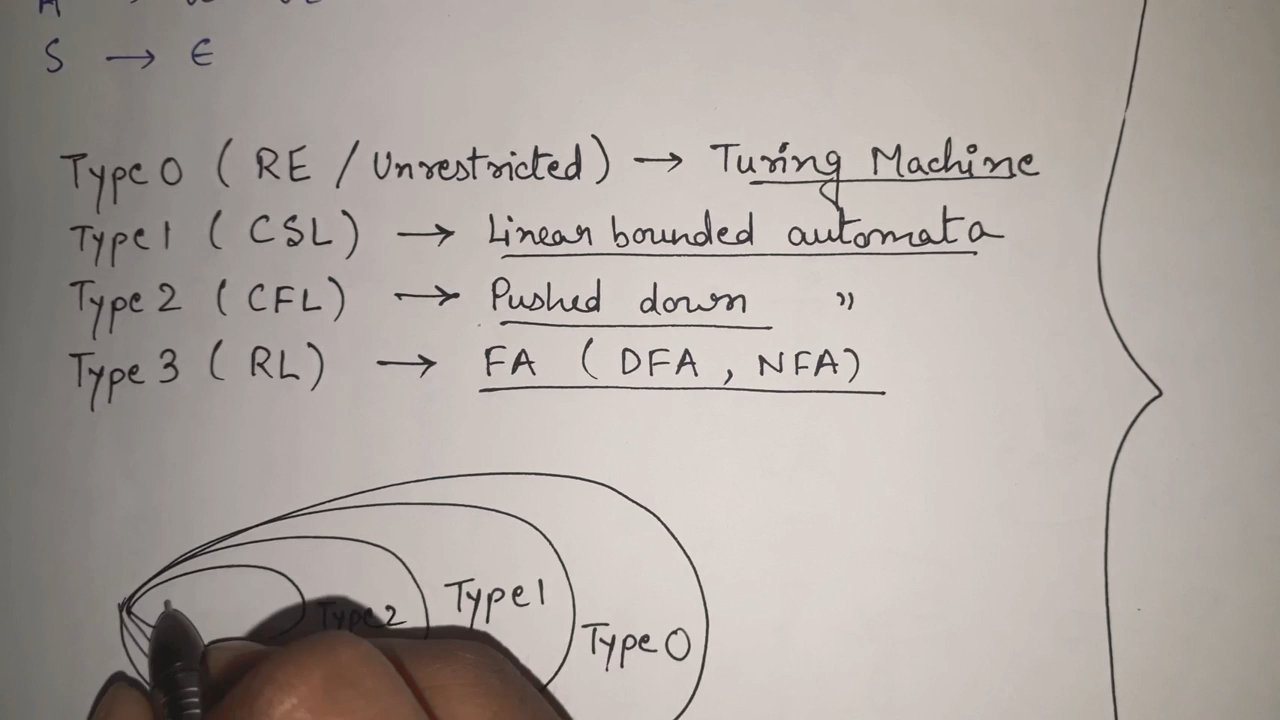 S → ε
Type 0 ( RE / Unrestricted ) → Turing Machine
Type 1 ( CSL ) → Linear bounded automata
Type 2 ( CFL ) → Pushed down "
Type 3 ( RL ) → FA ( DFA , NFA )
Type 2 Type 1
Type 0